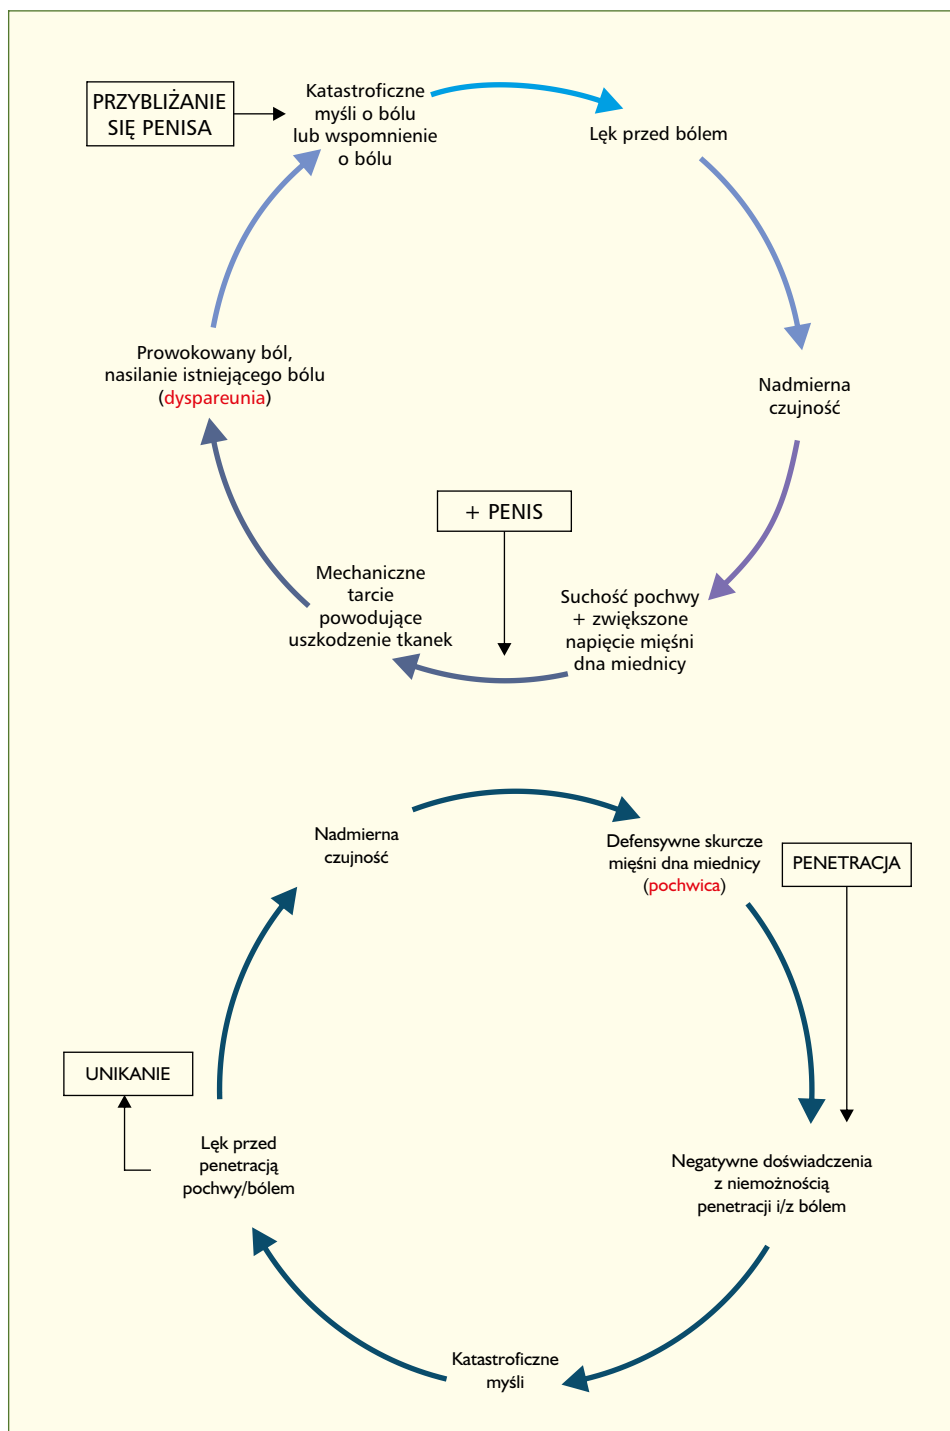 PRZYBLIŻANIE
SIĘ PENISA
Katastroficzne
myśli o bólu
lub wspomnienie
o bólu
Lęk przed bólem
Nadmierna
czujność
Suchość pochwy
+ zwiększone
napięcie mięśni
dna miednicy
+ PENIS
Mechaniczne
tarcie
powodujące
uszkodzenie tkanek
Prowokowany ból,
nasilanie istniejącego bólu
(dyspareunia)
Nadmierna
czujność
Defensywne skurcze
mięśni dna miednicy
(pochwica)
PENETRACJA
Negatywne doświadczenia
z niemożnością
penetracji i/z bólem
Katastroficzne
myśli
Lęk przed
penetracją
pochwy/bólem
UNIKANIE